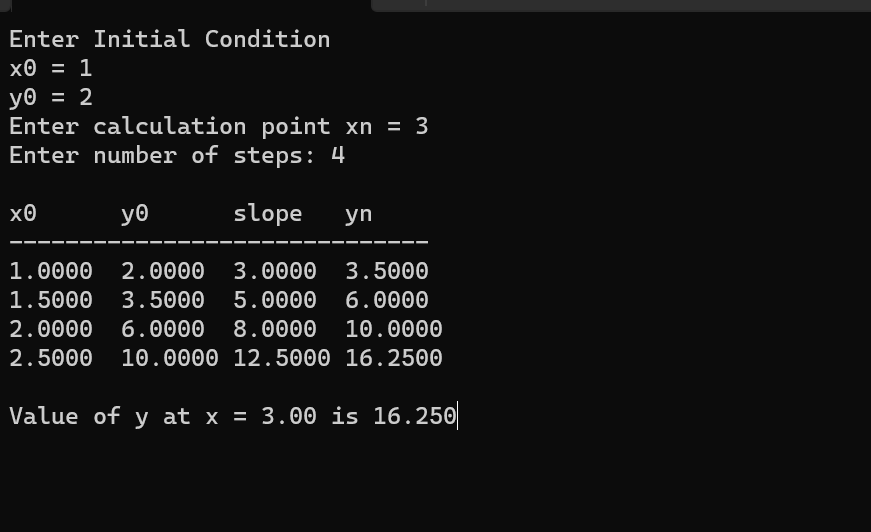 Enter Initial Condition
x0 = 1
y0 = 2
Enter calculation point xn = 3
Enter number of steps: 4
x0      y0      slope   yn
------------------------------
1.0000  2.0000  3.0000  3.5000
1.5000  3.5000  5.0000  6.0000
2.0000  6.0000  8.0000  10.0000
2.5000  10.0000 12.5000 16.2500
Value of y at x = 3.00 is 16.250